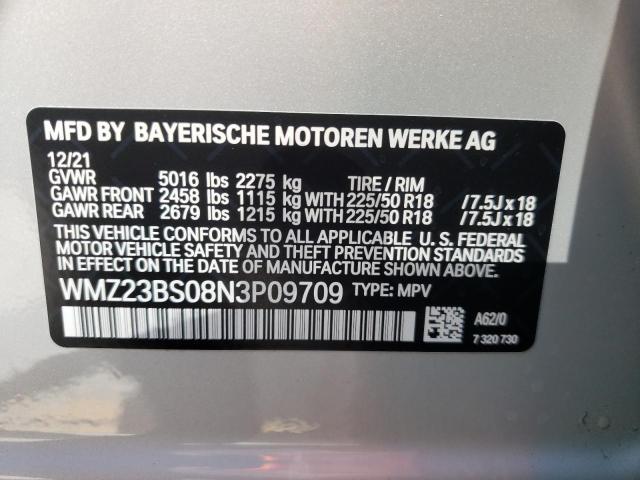 MFD BY BAYERISCHE MOTOREN WERKE AG
12/21
GVWR 5016 lbs 2275 kg TIRE / RIM
GAWR FRONT 2458 lbs 1115 kg WITH 225/50 R18 /7.5J x 18
GAWR REAR 2679 lbs 1215 kg WITH 225/50 R18 /7.5J x 18
THIS VEHICLE CONFORMS TO ALL APPLICABLE U.S. FEDERAL
MOTOR VEHICLE SAFETY AND THEFT PREVENTION STANDARDS
IN EFFECT ON THE DATE OF MANUFACTURE SHOWN ABOVE.
WMZ23BS08N3P09709 TYPE: MPV
A62/0
7 320 730